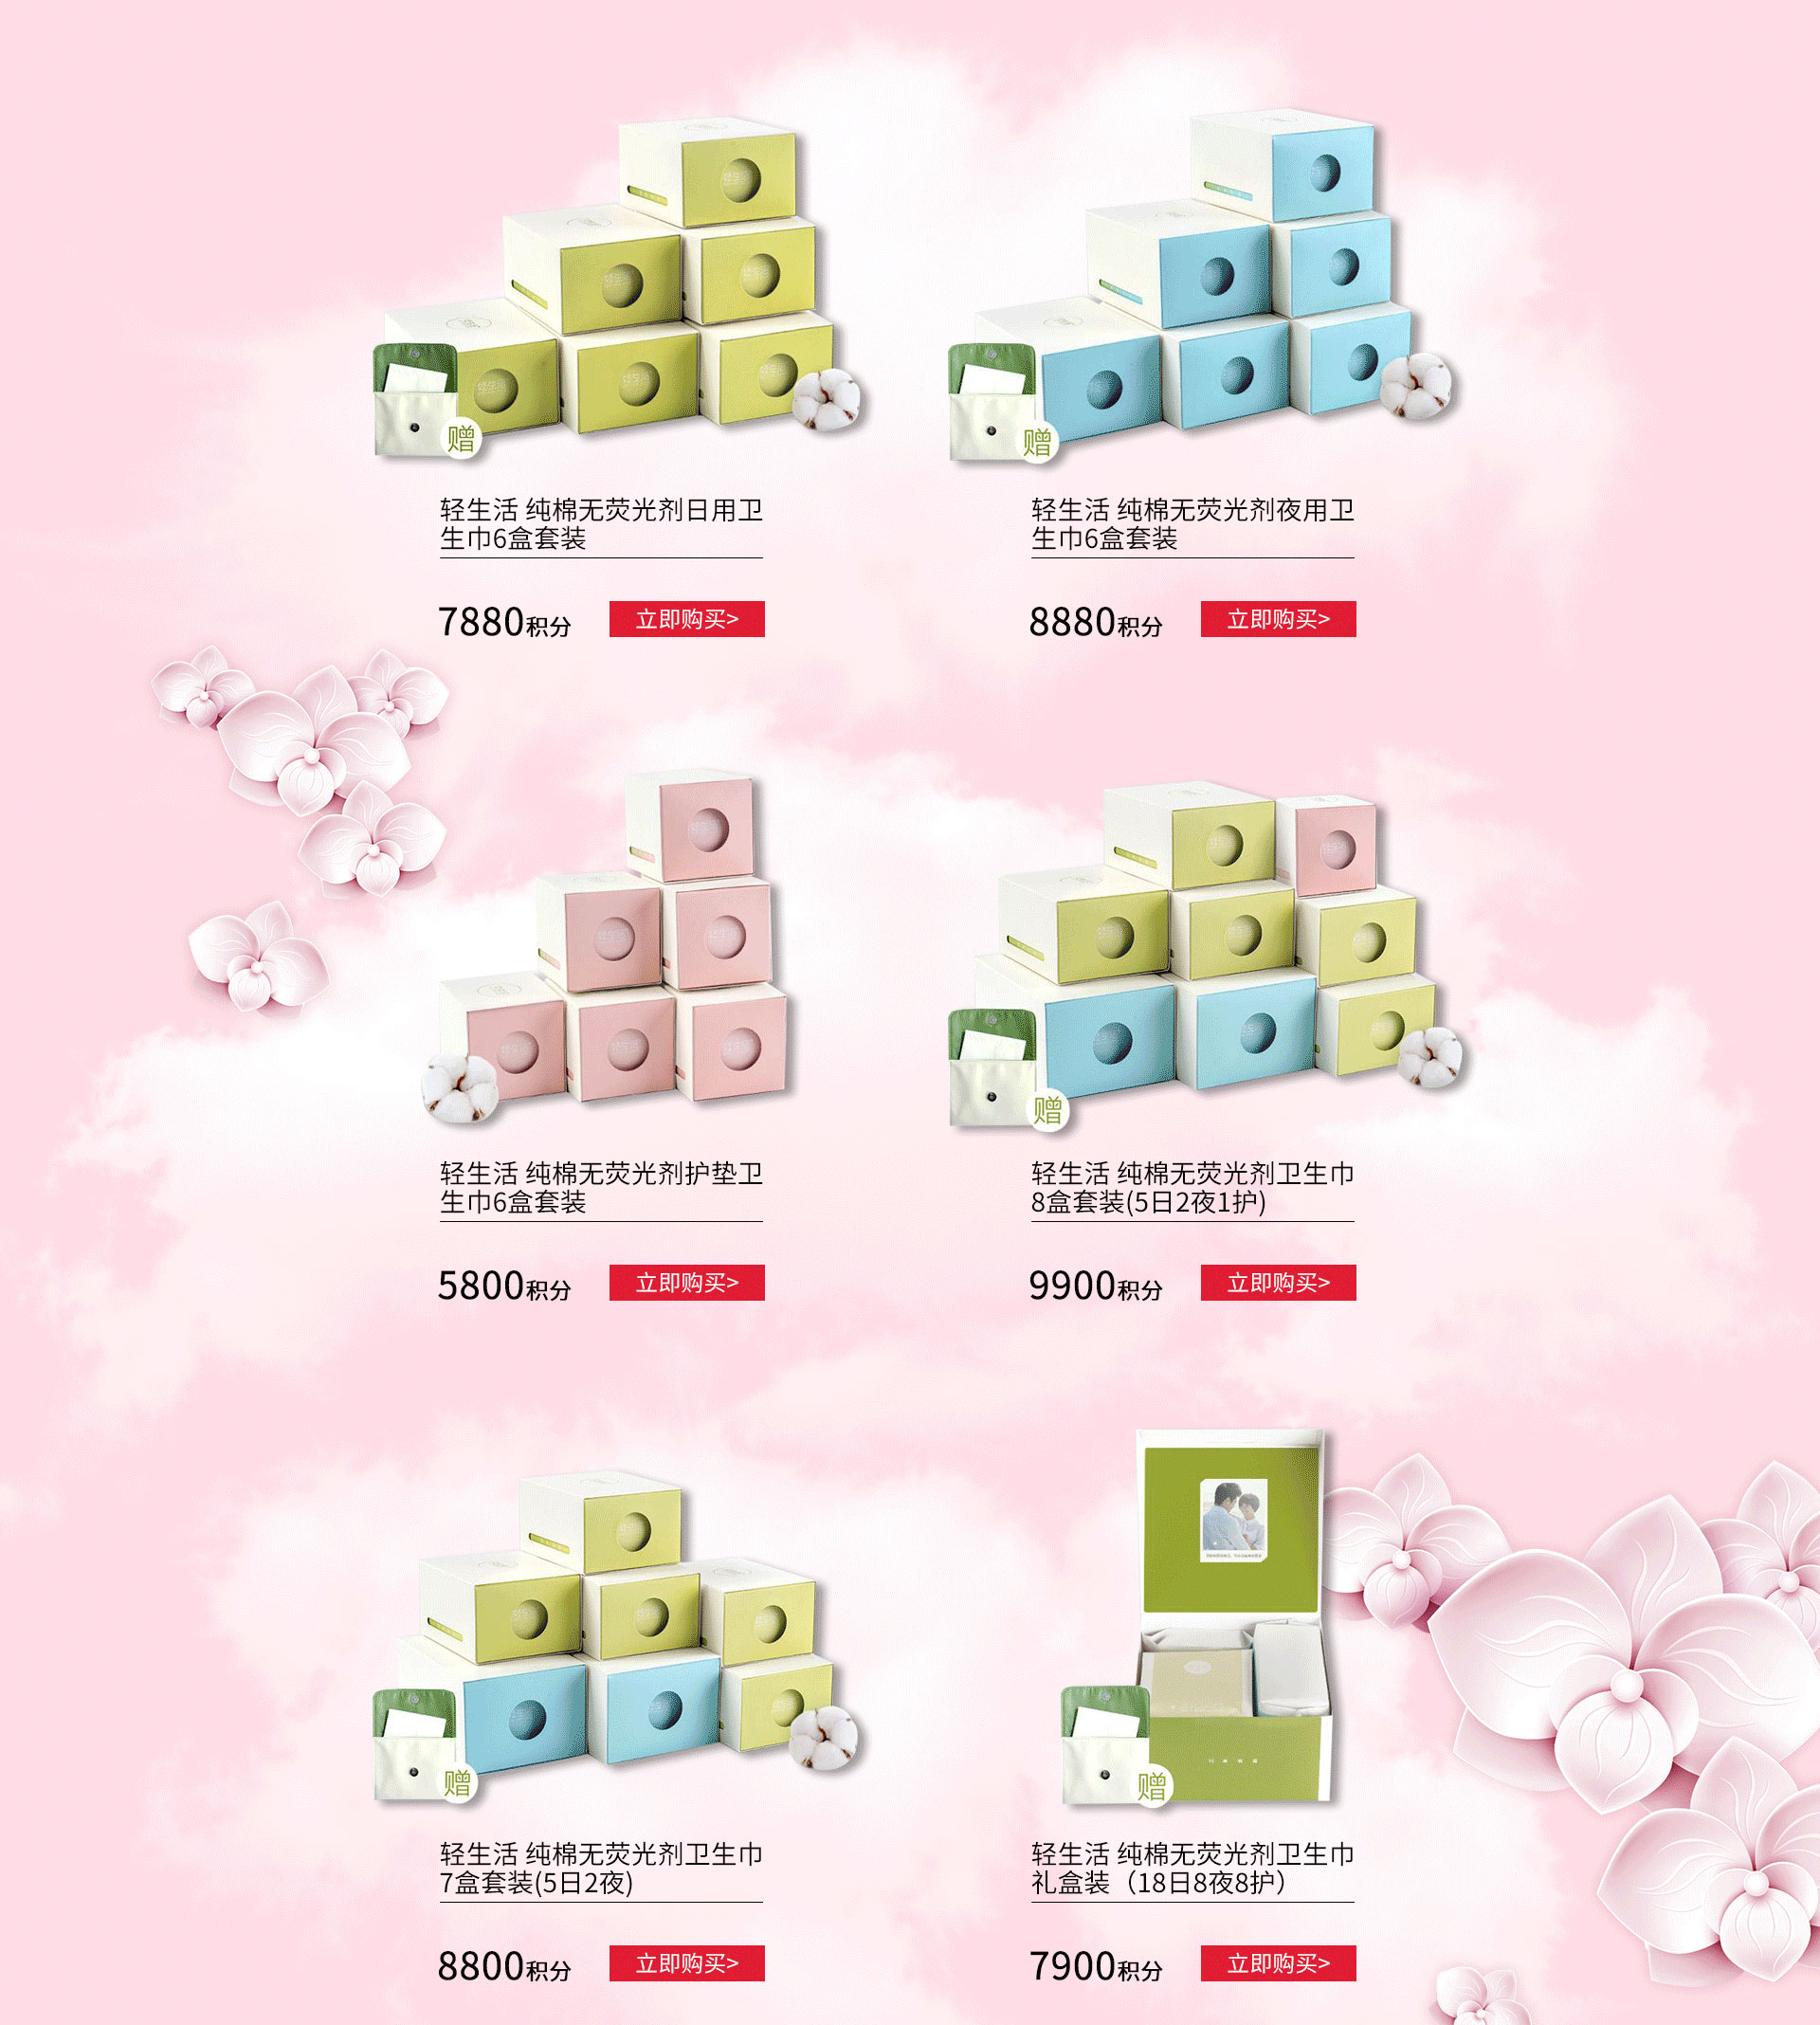 赠
赠
轻生活 纯棉无荧光剂日用卫
生巾6盒套装
7880积分
立即购买>
轻生活 纯棉无荧光剂夜用卫
生巾6盒套装
8880积分
立即购买>
轻生活 纯棉无荧光剂护垫卫
生巾6盒套装
5800积分
立即购买>
赠
轻生活 纯棉无荧光剂卫生巾
8盒套装(5日2夜1护)
9900积分
立即购买>
赠
轻生活 纯棉无荧光剂卫生巾
7盒套装(5日2夜)
8800积分
立即购买>
赠
轻生活 纯棉无荧光剂卫生巾
礼盒装（18日8夜8护）
7900积分
立即购买>